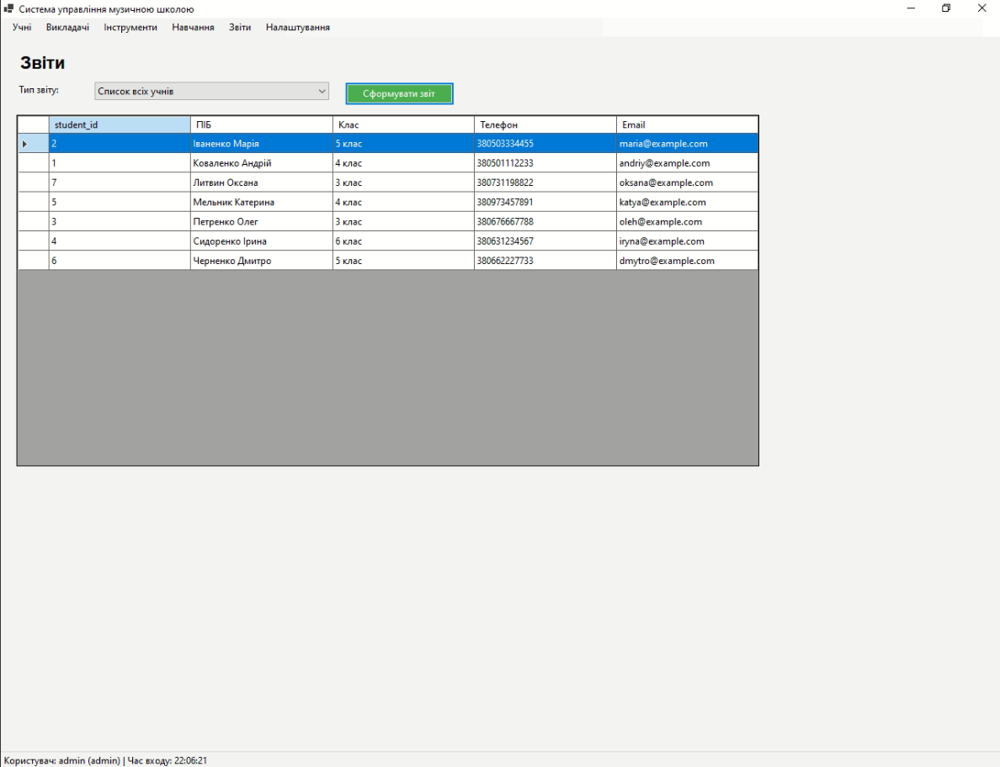 Система управління музичною школою
Учні Викладачі Інструменти Навчання Звіти Налаштування
Звіти
Тип звіту: Список всіх учнів Сформувати звіт
student_id ПІБ Клас Телефон Email
2 Іваненко Марія 5 клас 380503334455 maria@example.com
1 Коваленко Андрій 4 клас 380501112233 andriy@example.com
7 Литвин Оксана 3 клас 380731198822 oksana@example.com
5 Мельник Катерина 4 клас 380973457891 katya@example.com
3 Петренко Олег 3 клас 380676667788 oleh@example.com
4 Сидоренко Ірина 6 клас 380631234567 iryna@example.com
6 Черненко Дмитро 5 клас 380662227733 dmytro@example.com
Користувач: admin (admin) | Час входу: 22:06:21